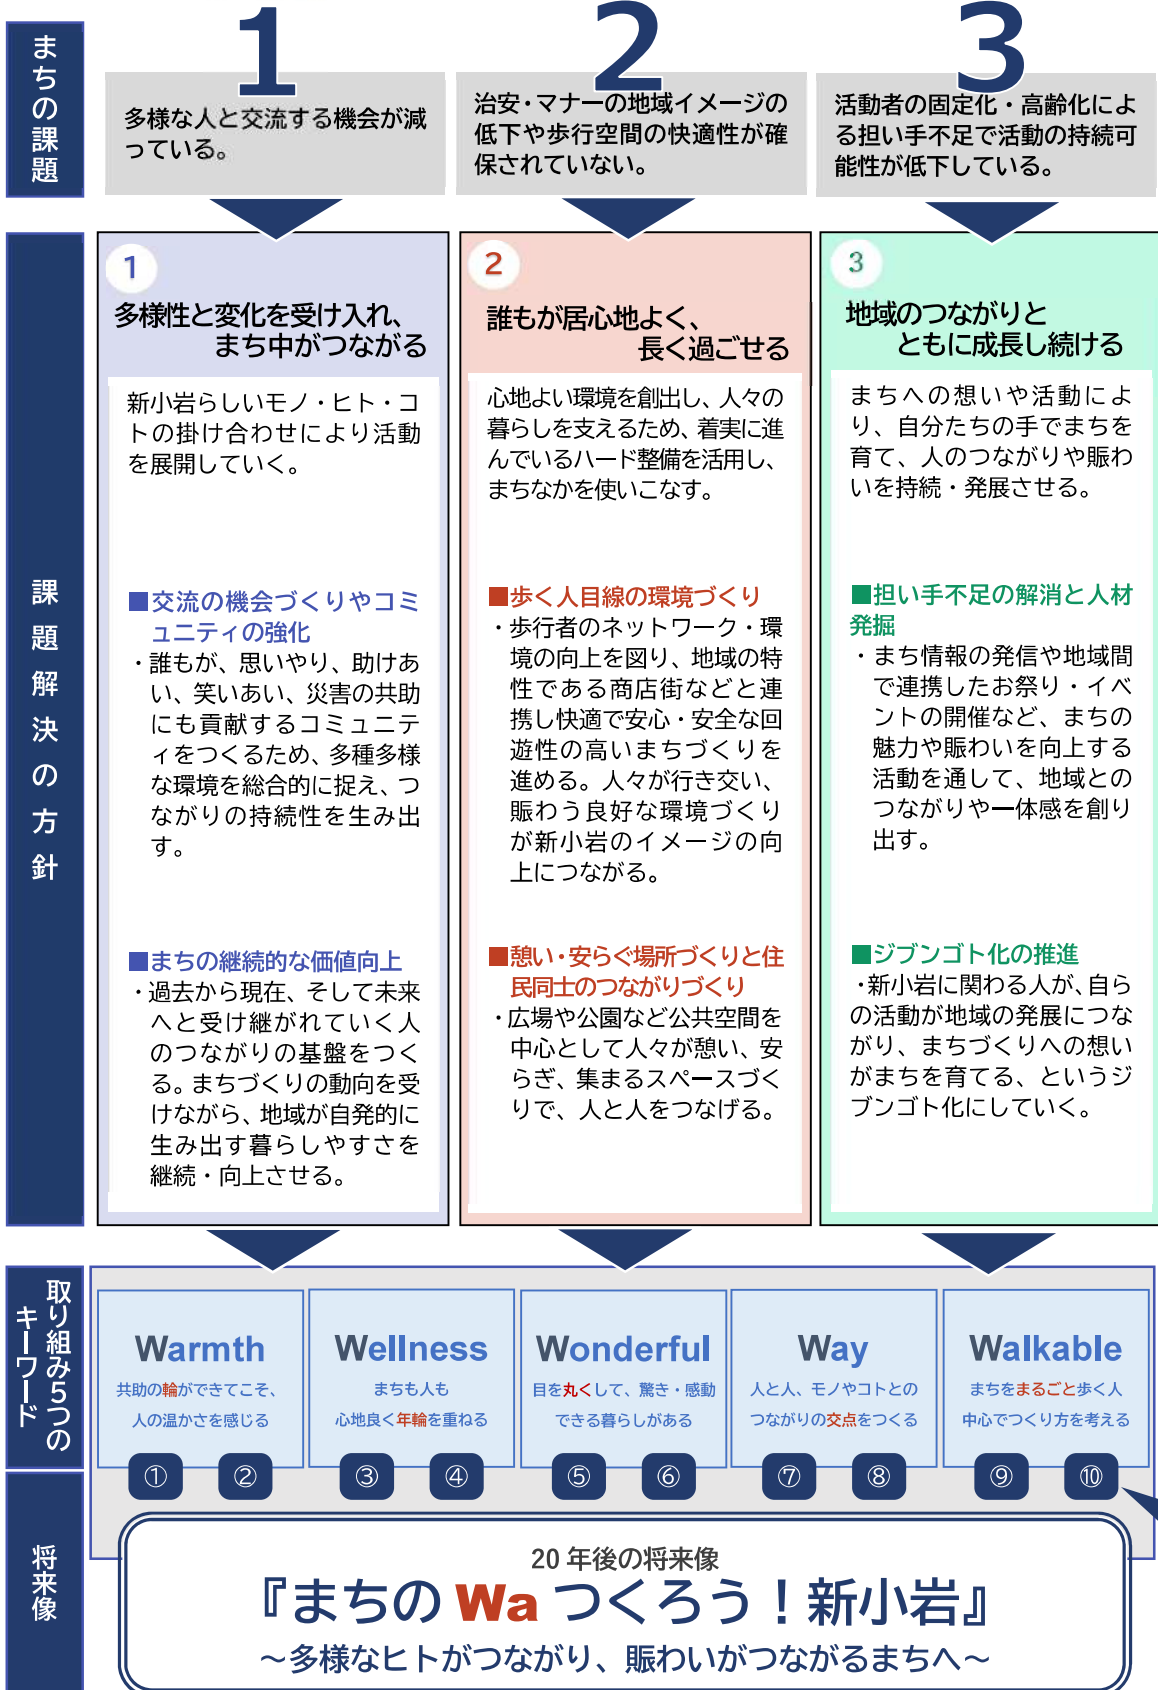 まちの課題
1
多様な人と交流する機会が減
っている。
2
治安・マナーの地域イメージの
低下や歩行空間の快適性が確
保されていない。
3
活動者の固定化・高齢化によ
る担い手不足で活動の持続可
能性が低下している。
課題解決の方針
1
多様性と変化を受け入れ、
まち中がつながる
新小岩らしいモノ・ヒト・コ
トの掛け合わせにより活動
を展開していく。
■交流の機会づくりやコミ
ュニティの強化
・誰もが、思いやり、助けあ
い、笑いあい、災害の共助
にも貢献するコミュニテ
ィをつくるため、多種多様
な環境を総合的に捉え、つ
ながりの持続性を生み出
す。
■まちの継続的な価値向上
・過去から現在、そして未来
へと受け継がれていく人
のつながりの基盤をつく
る。まちづくりの動向を受
けながら、地域が自発的に
生み出す暮らしやすさを
継続・向上させる。
2
誰もが居心地よく、
長く過ごせる
心地よい環境を創出し、人々の
暮らしを支えるため、着実に進
んでいるハード整備を活用し、
まちなかを使いこなす。
■歩く人目線の環境づくり
・歩行者のネットワーク・環
境の向上を図り、地域の特
性である商店街などと連
携し快適で安心・安全な回
遊性の高いまちづくりを
進める。人々が行き交い、
賑わう良好な環境づくり
が新小岩のイメージの向
上につながる。
■憩い・安らぐ場所づくりと住
民同士のつながりづくり
・広場や公園など公共空間を
中心として人々が憩い、安
らぎ、集まるスペースづく
りで、人と人をつなげる。
3
地域のつながりと
ともに成長し続ける
まちへの想いや活動によ
り、自分たちの手でまちを
育て、人のつながりや賑わ
いを持続・発展させる。
■担い手不足の解消と人材
発掘
・まち情報の発信や地域間
で連携したお祭り・イベ
ントの開催など、まちの
魅力や賑わいを向上する
活動を通して、地域との
つながりや一体感を創り
出す。
■ジブンゴト化の推進
・新小岩に関わる人が、自ら
の活動が地域の発展につな
がり、まちづくりへの想い
がまちを育てる、というジ
ブンゴト化にしていく。
取り組み5つの
キーワード
Warmth
共助の輪ができてこそ、
人の温かさを感じる
① ②
Wellness
まちも人も
心地良く年輪を重ねる
③ ④
Wonderful
目を丸くして、驚き・感動
できる暮らしがある
⑤ ⑥
Way
人と人、モノやコトとの
つながりの交点をつくる
⑦ ⑧
Walkable
まちをまるごと歩く人
中心でつくり方を考える
⑨ ⑩
将来像
20年後の将来像
『まちの Wa つくろう！新小岩』
～多様なヒトがつながり、賑わいがつながるまちへ～